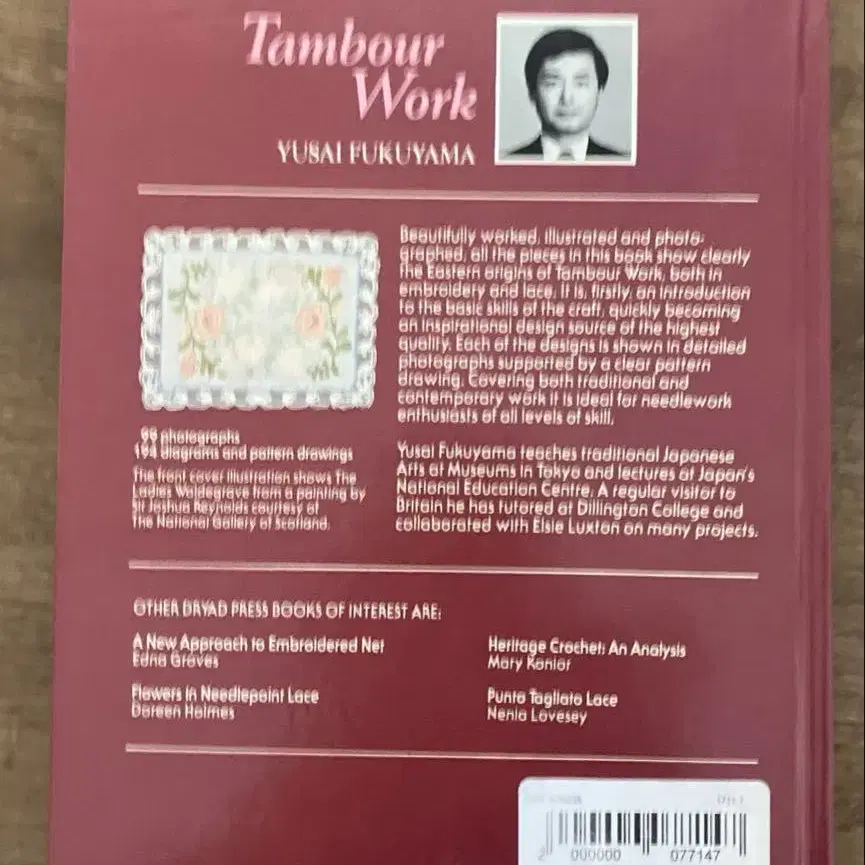 Tambour
Work
YUSAI FUKUYAMA
Beautifully worked, illustrated and photo-
graphed, all the pieces in this book show clearly
the Eastern origins of Tambour Work, both in
embroidery and lace. It is, firstly, an introduction
to the basic skills of the craft, quickly becoming
an inspirational design source of the highest
quality. Each of the designs is shown in detailed
photographs supported by a clear pattern
drawing. Covering both traditional and
contemporary work it is ideal for needlework
enthusiasts of all levels of skill.
photographs
diagrams and pattern drawings
The front cover illustration shows The
Ladies Waldegrave from a painting by
Sir Joshua Reynolds courtesy of
the National Gallery of Scotland.
Yusai Fukuyama teaches traditional Japanese
Arts at Museums in Tokyo and lectures at Japan's
National Education Centre. A regular visitor to
Britain he has tutored at Dillington College and
collaborated with Elsie Luxton on many projects.
OTHER DRYAD PRESS BOOKS OF INTEREST ARE:
A New Approach to Embroidered Net
Edna Groves
Flowers in Needlepoint Lace
Doreen Holmes
Heritage Crochet: An Analysis
Mary Konior
Punto Tagliato Lace
Nenia Lovesey
2 000000 077147